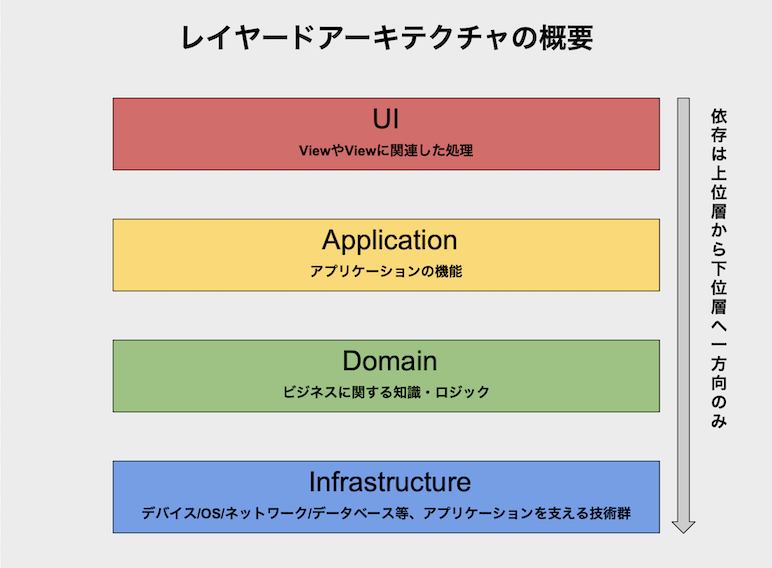 レイヤードアーキテクチャの概要
UI
ViewやViewに関連した処理
Application
アプリケーションの機能
Domain
ビジネスに関する知識・ロジック
Infrastructure
デバイス/OS/ネットワーク/データベース等、アプリケーションを支える技術群
依存は上位層から下位層へ一方向のみ